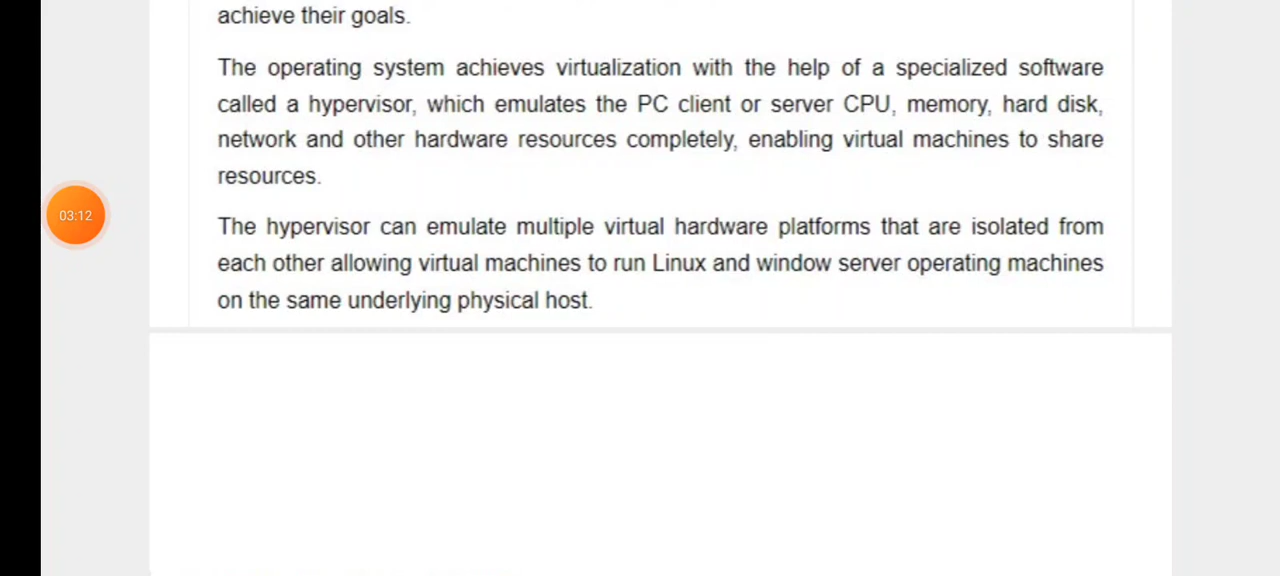 achieve their goals.
The operating system achieves virtualization with the help of a specialized software
called a hypervisor, which emulates the PC client or server CPU, memory, hard disk,
network and other hardware resources completely, enabling virtual machines to share
resources.
03:12
The hypervisor can emulate multiple virtual hardware platforms that are isolated from
each other allowing virtual machines to run Linux and window server operating machines
on the same underlying physical host.